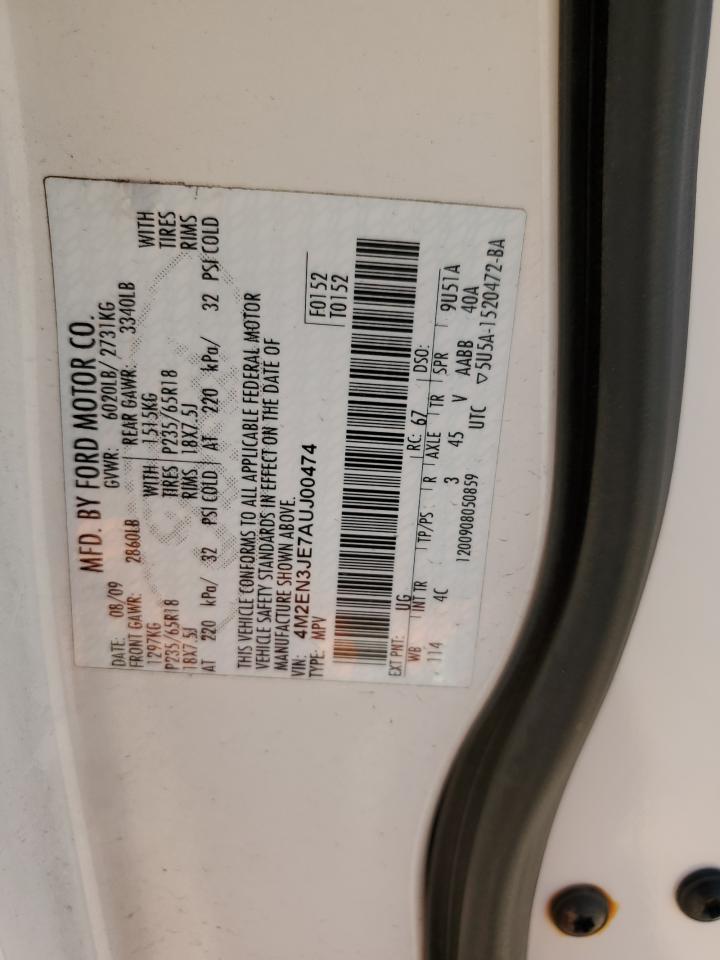 MFD. BY FORD MOTOR CO.
DATE: 08/09 GVWR: 6020LB/ 2731KG
FRONT GAWR: 2860LB REAR GAWR: 3340LB
1297KG WITH 1515KG WITH
P235/65R18 TIRES P235/65R18 TIRES
18X7.5J RIMS 18X7.5J RIMS
AT 220 kPa/ 32 PSI COLD AT 220 kPa/ 32 PSI COLD
THIS VEHICLE CONFORMS TO ALL APPLICABLE FEDERAL MOTOR
VEHICLE SAFETY STANDARDS IN EFFECT ON THE DATE OF
MANUFACTURE SHOWN ABOVE.
VIN: 4M2EN3JE7AUJ00474 F0152
TYPE: MPV T0152
EXT PNT: UG RC: 67 DSO:
WB INT TR TP/PS R AXLE TR SPR 9U51A
114 4C 3 45 V AABB 40A
1200908050859 UTC ▽5U5A-1520472-BA